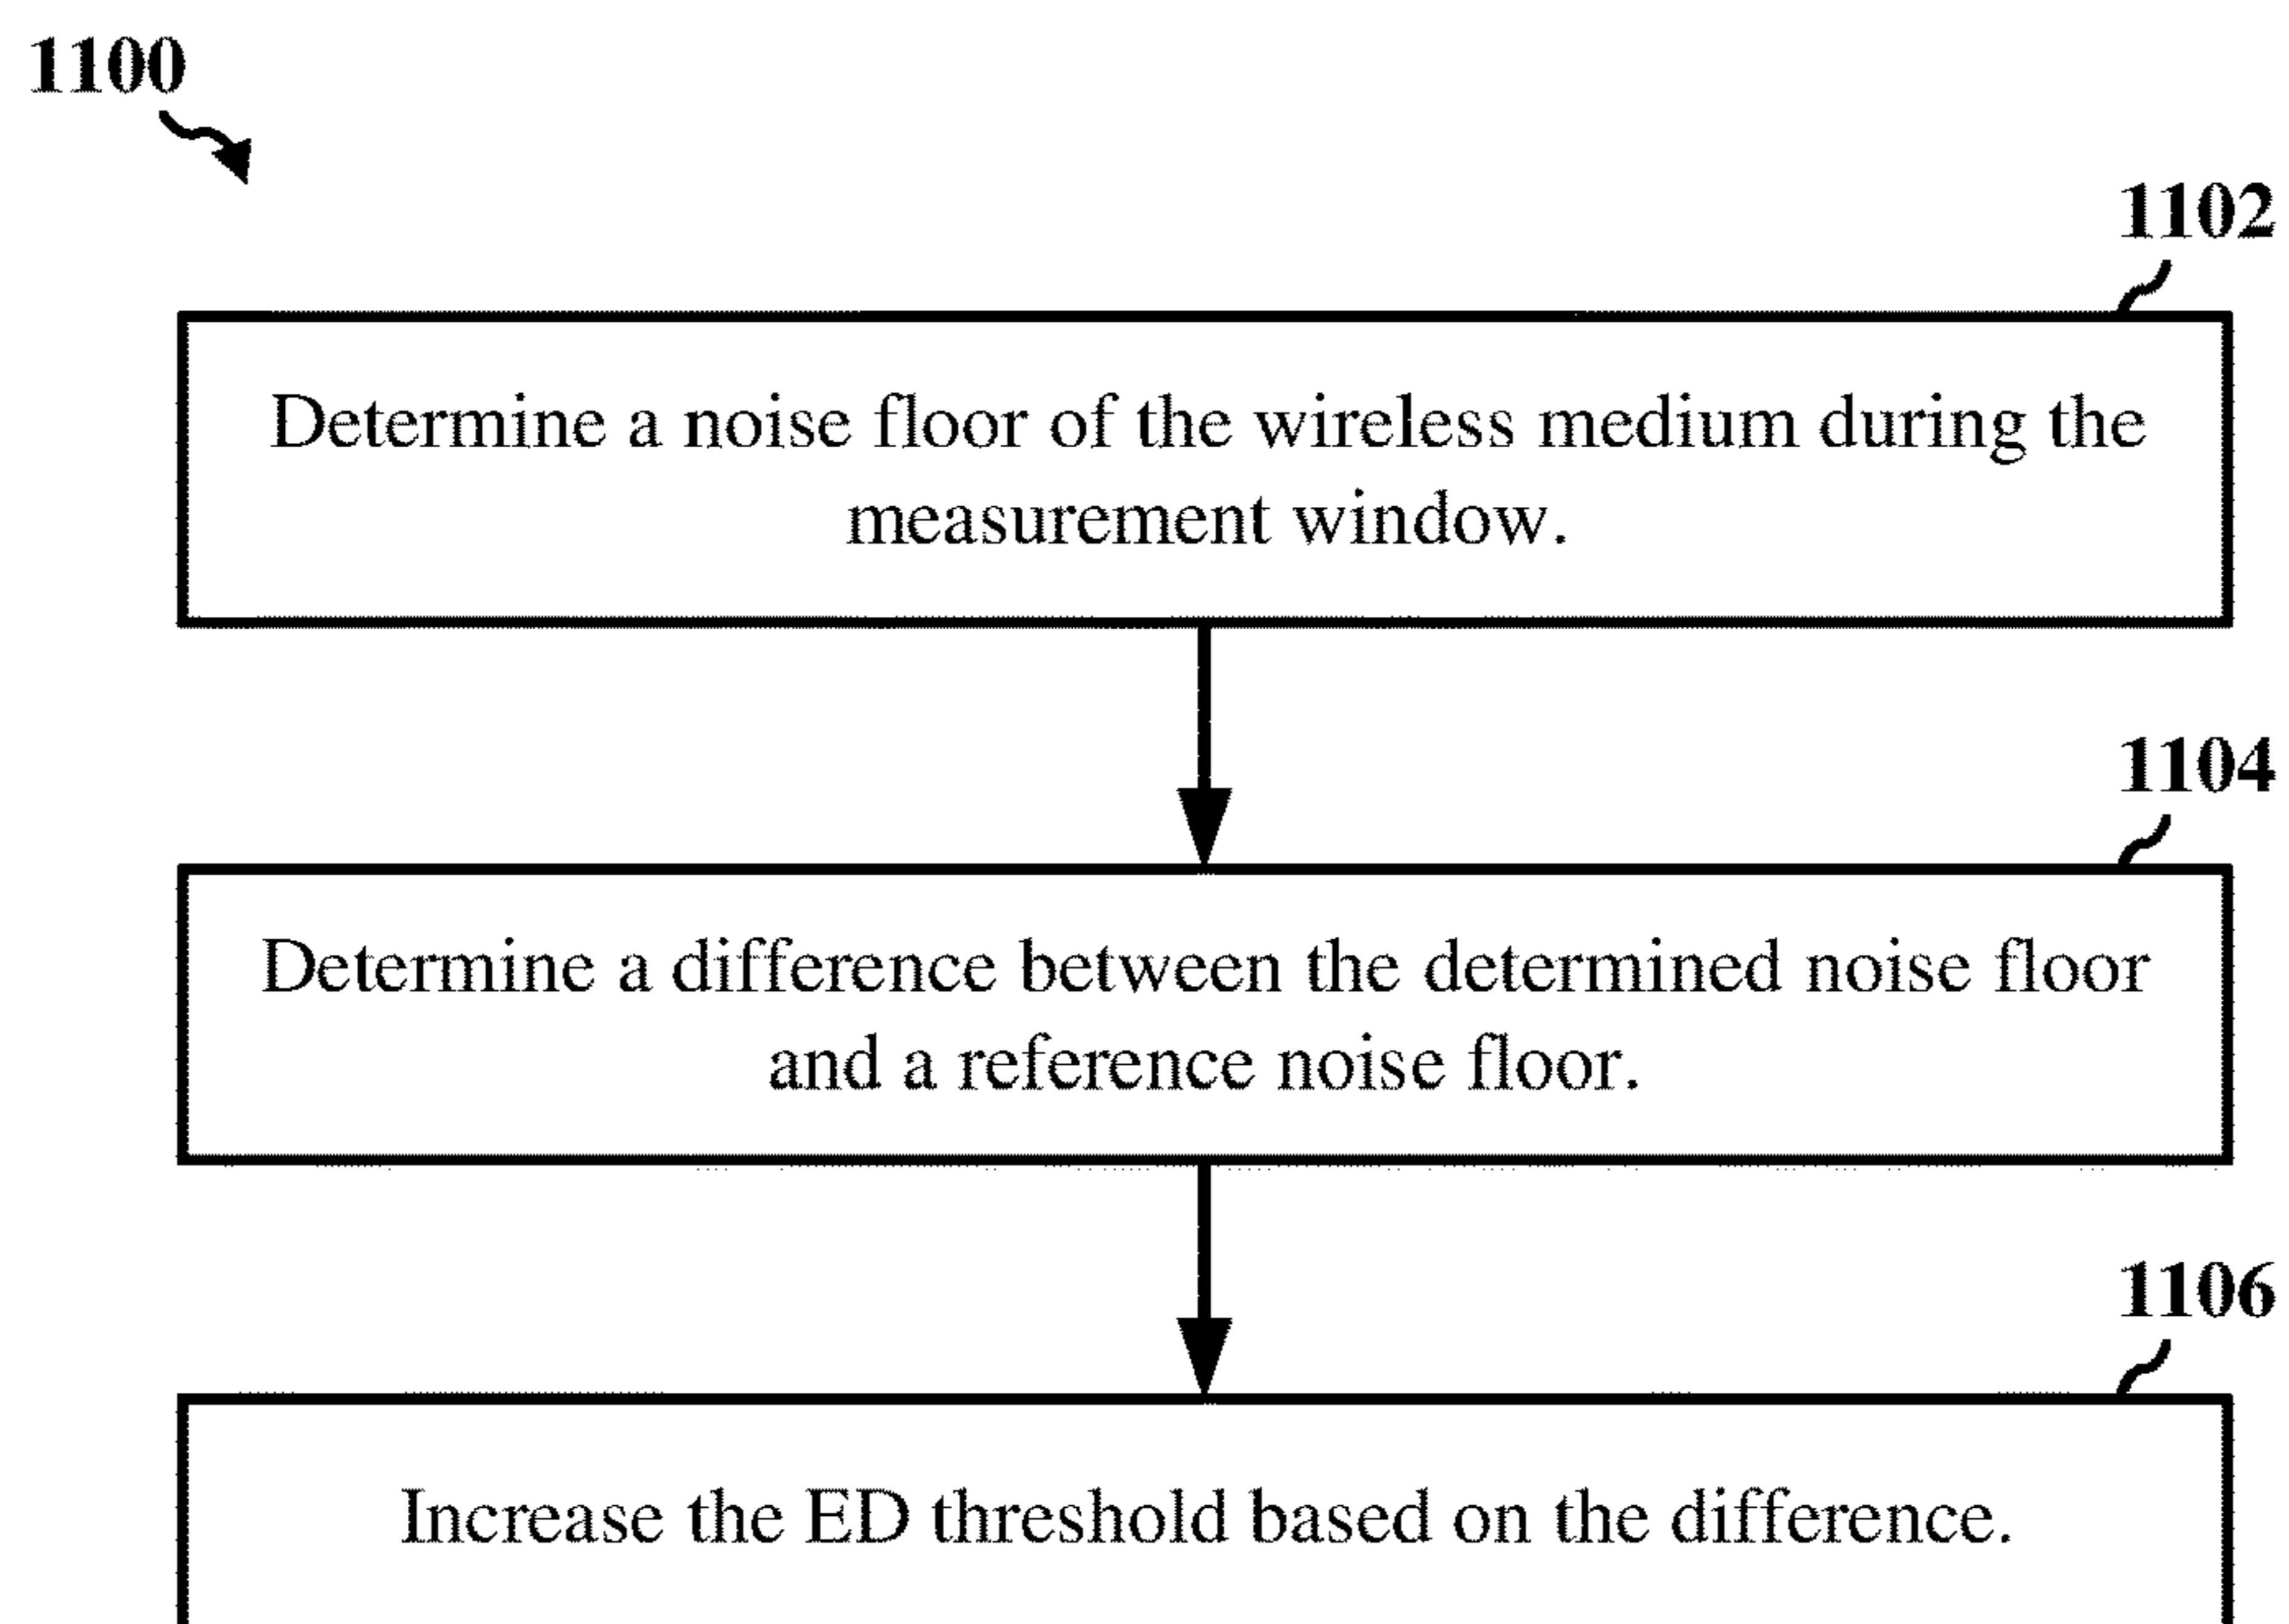 1100
1102
Determine a noise floor of the wireless medium during the
measurement window.
1104
Determine a difference between the determined noise floor
and a reference noise floor.
1106
Increase the ED threshold based on the difference.